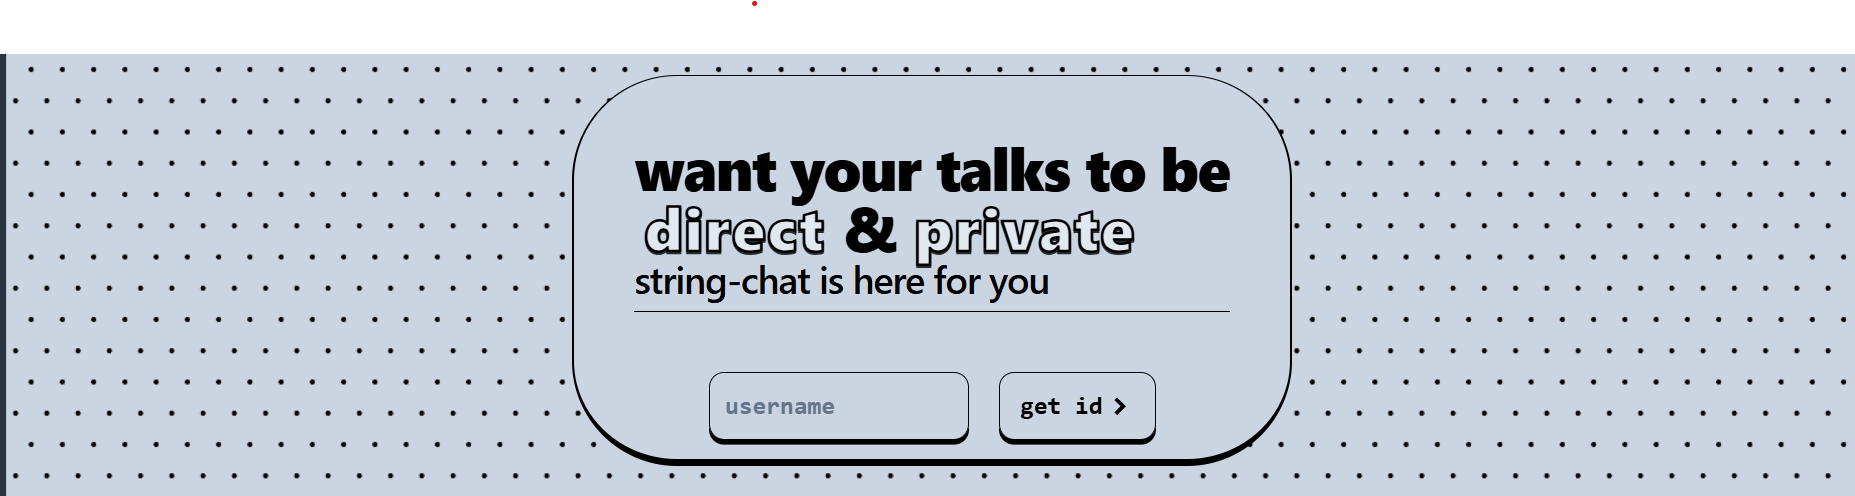 want your talks to be
direct & private
string-chat is here for you
username
get id